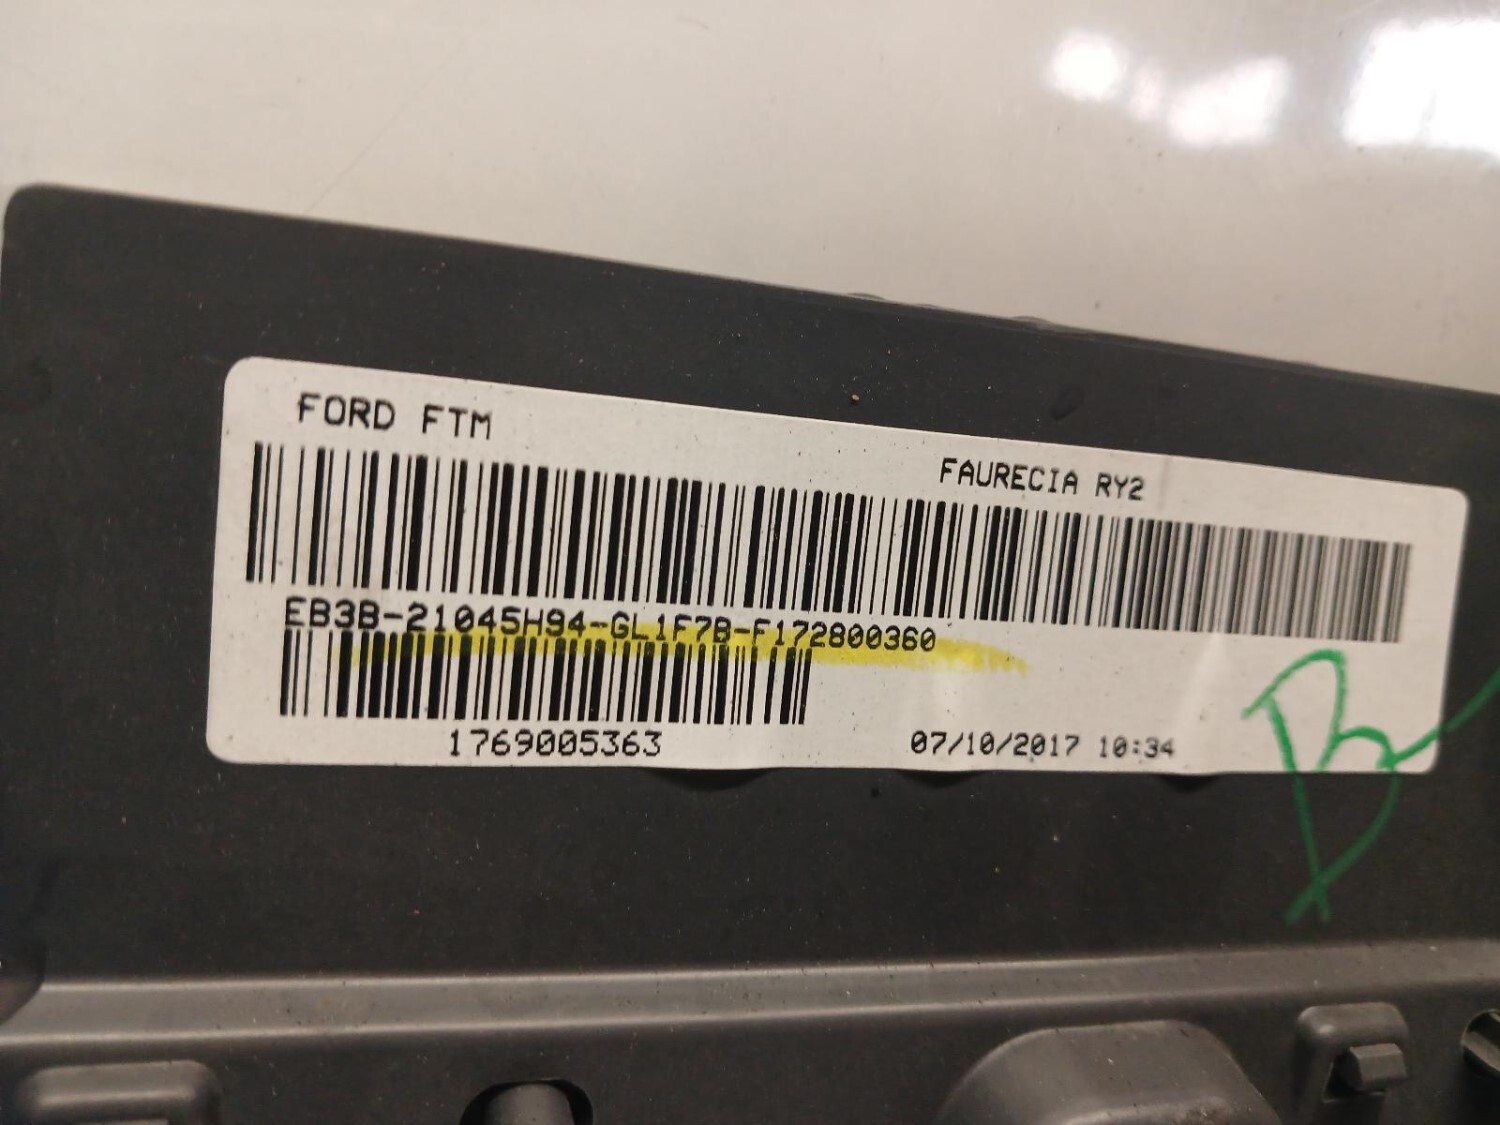 FORD FTM
FAURECIA RY2
EB3B-21045H94-GL1F7B-F172800360
1769005363
07/10/2017 10:34